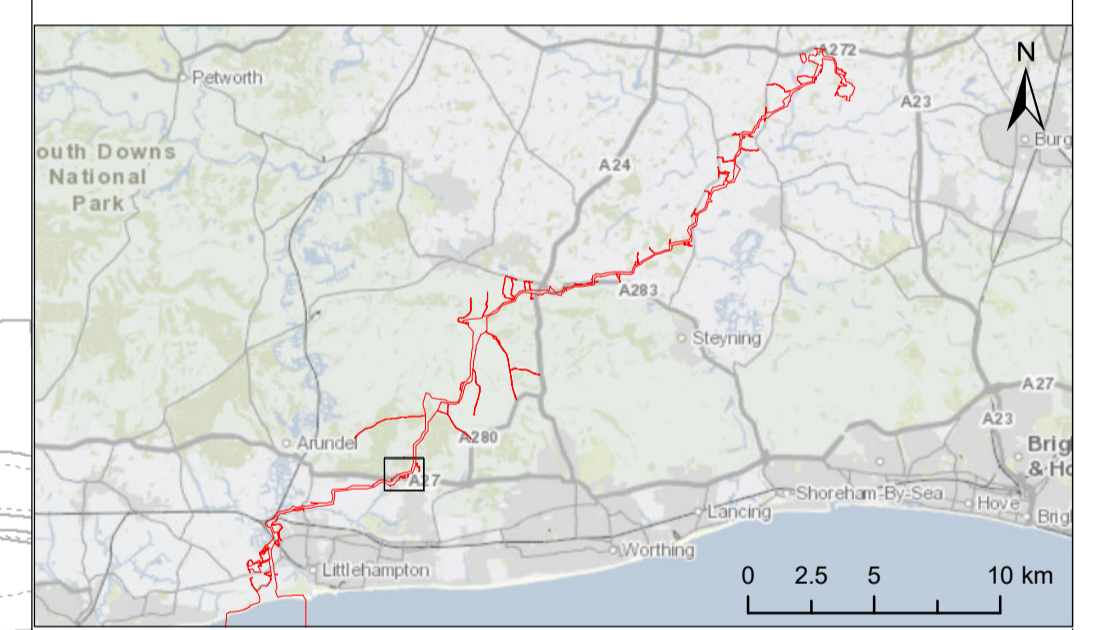 A272
N
Petworth
A23
Burg
outh Downs
National
Park
A24
A283
Steyning
A27
A23
Arundel
A280
Brig
& Ho
A27
Shoreham-By-Sea
Hove
Lancing
Brigh
Worthing
Littlehampton
0 2.5 5 10 km